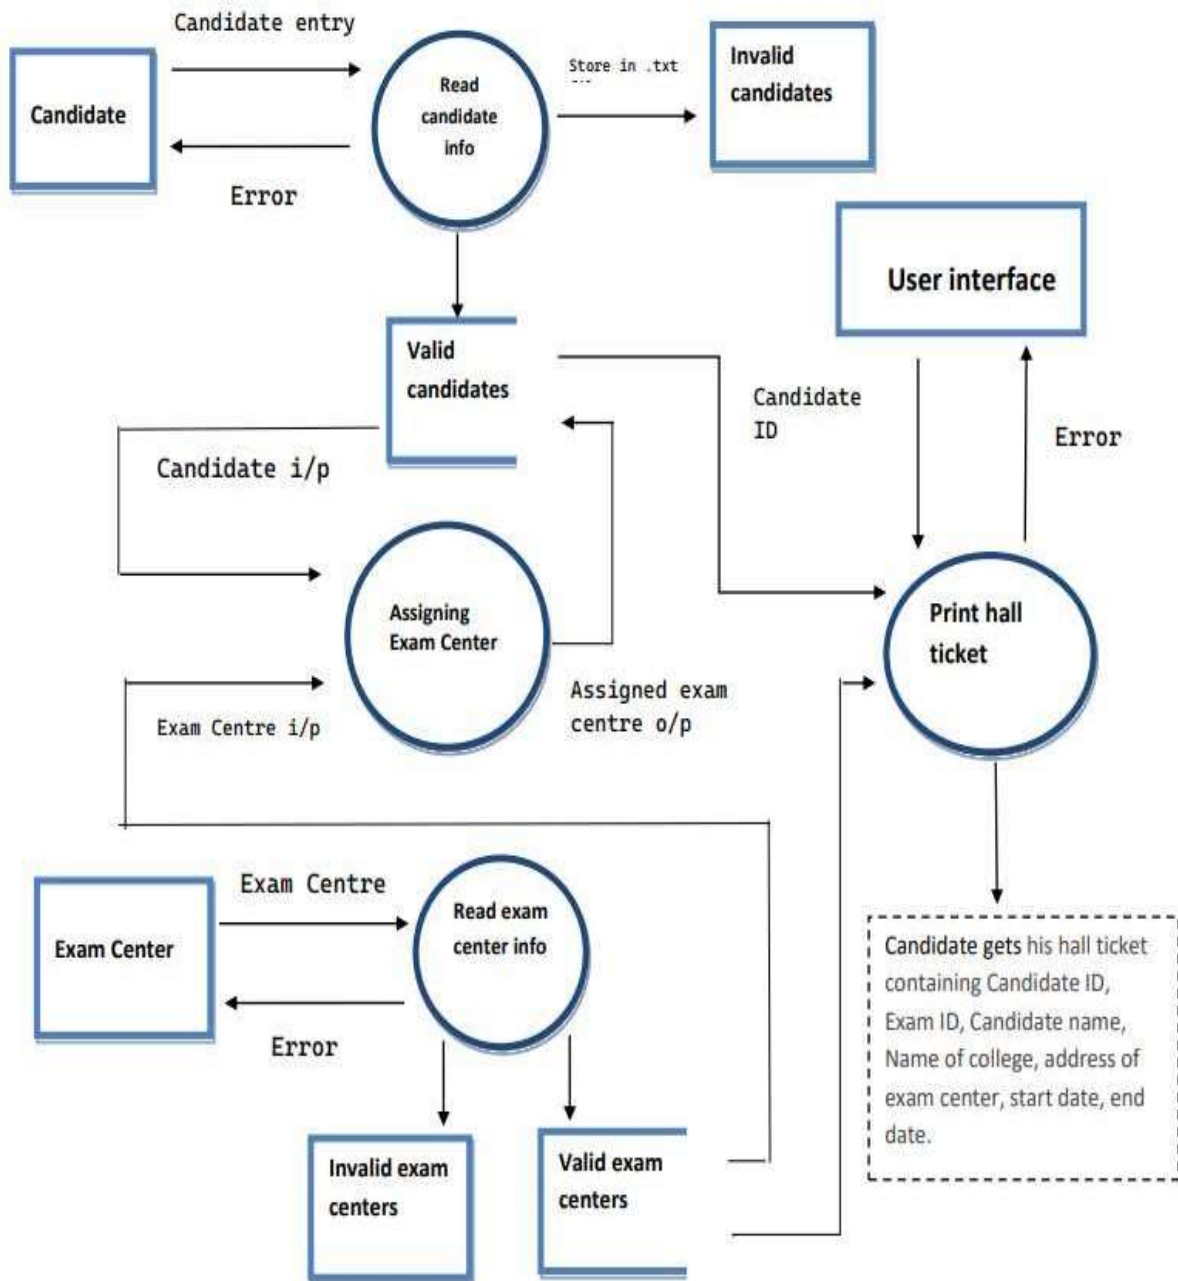 Candidate entry
Candidate
Read
candidate
info
Store in .txt
Invalid
candidates
Error
User interface
Valid
candidates
Candidate
ID
Error
Candidate i/p
Assigning
Exam Center
Print hall
ticket
Exam Centre i/p
Assigned exam
centre o/p
Exam Centre
Exam Center
Read exam
center info
Error
Candidate gets his hall ticket
containing Candidate ID,
Exam ID, Candidate name,
Name of college, address of
exam center, start date, end
date.
Invalid exam
centers
Valid exam
centers